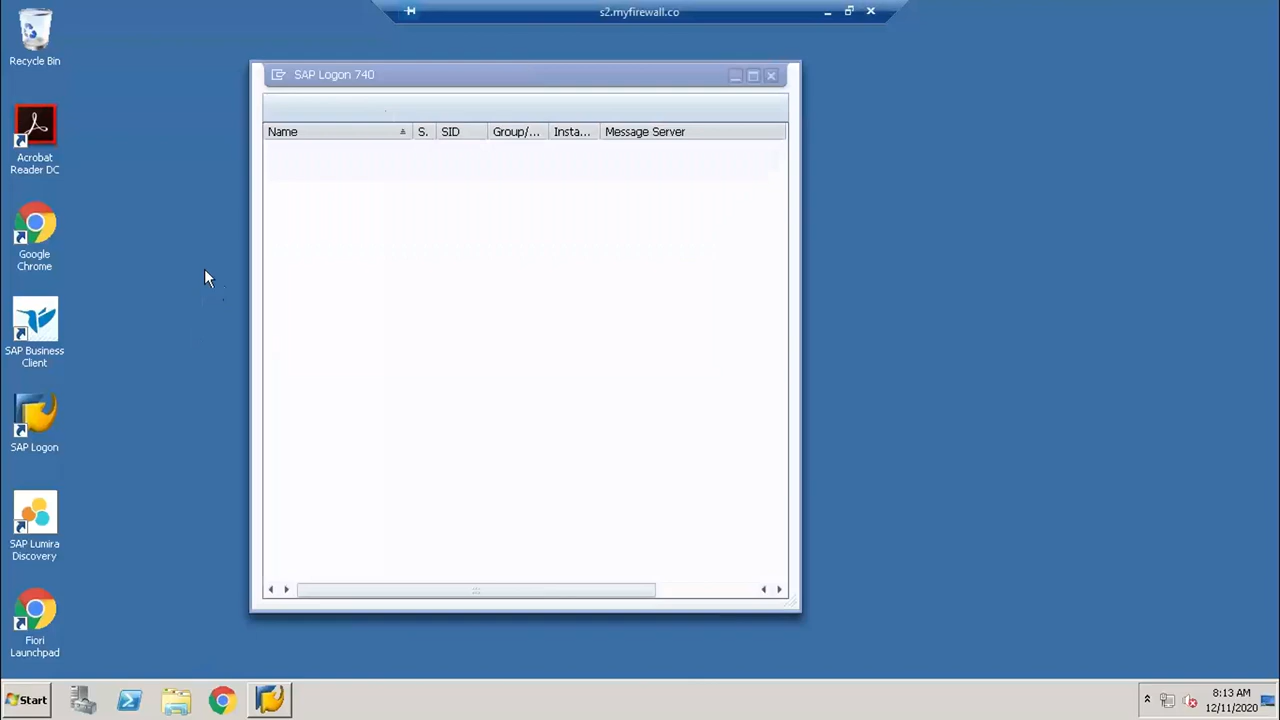 s2.myfirewall.co
Recycle Bin
SAP Logon 740
Name S. SID Group/... Insta... Message Server
Acrobat
Reader DC
Google
Chrome
SAP Business
Client
SAP Logon
SAP Lumira
Discovery
Fiori
Launchpad
Start
8:13 AM
12/11/2020